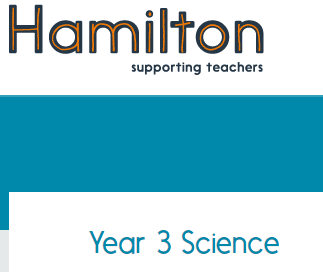 Hamilton
supporting teachers
Year 3 Science